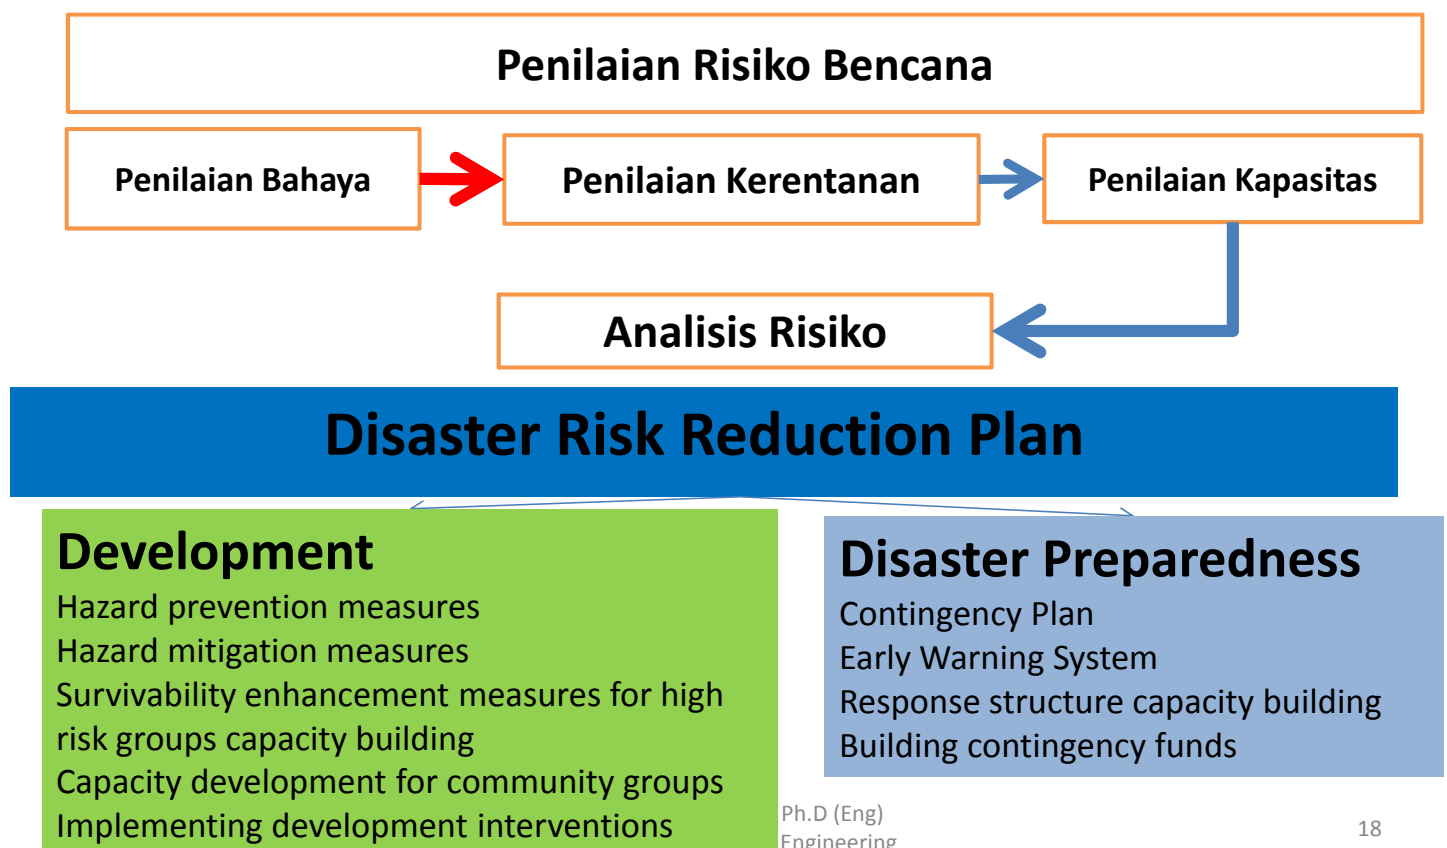 Penilaian Risiko Bencana
Penilaian Bahaya
Penilaian Kerentanan
Penilaian Kapasitas
Analisis Risiko
Disaster Risk Reduction Plan
Development
Hazard prevention measures
Hazard mitigation measures
Survivability enhancement measures for high
risk groups capacity building
Capacity development for community groups
Implementing development interventions
Disaster Preparedness
Contingency Plan
Early Warning System
Response structure capacity building
Building contingency funds
Ph.D (Eng)
Engineering
18